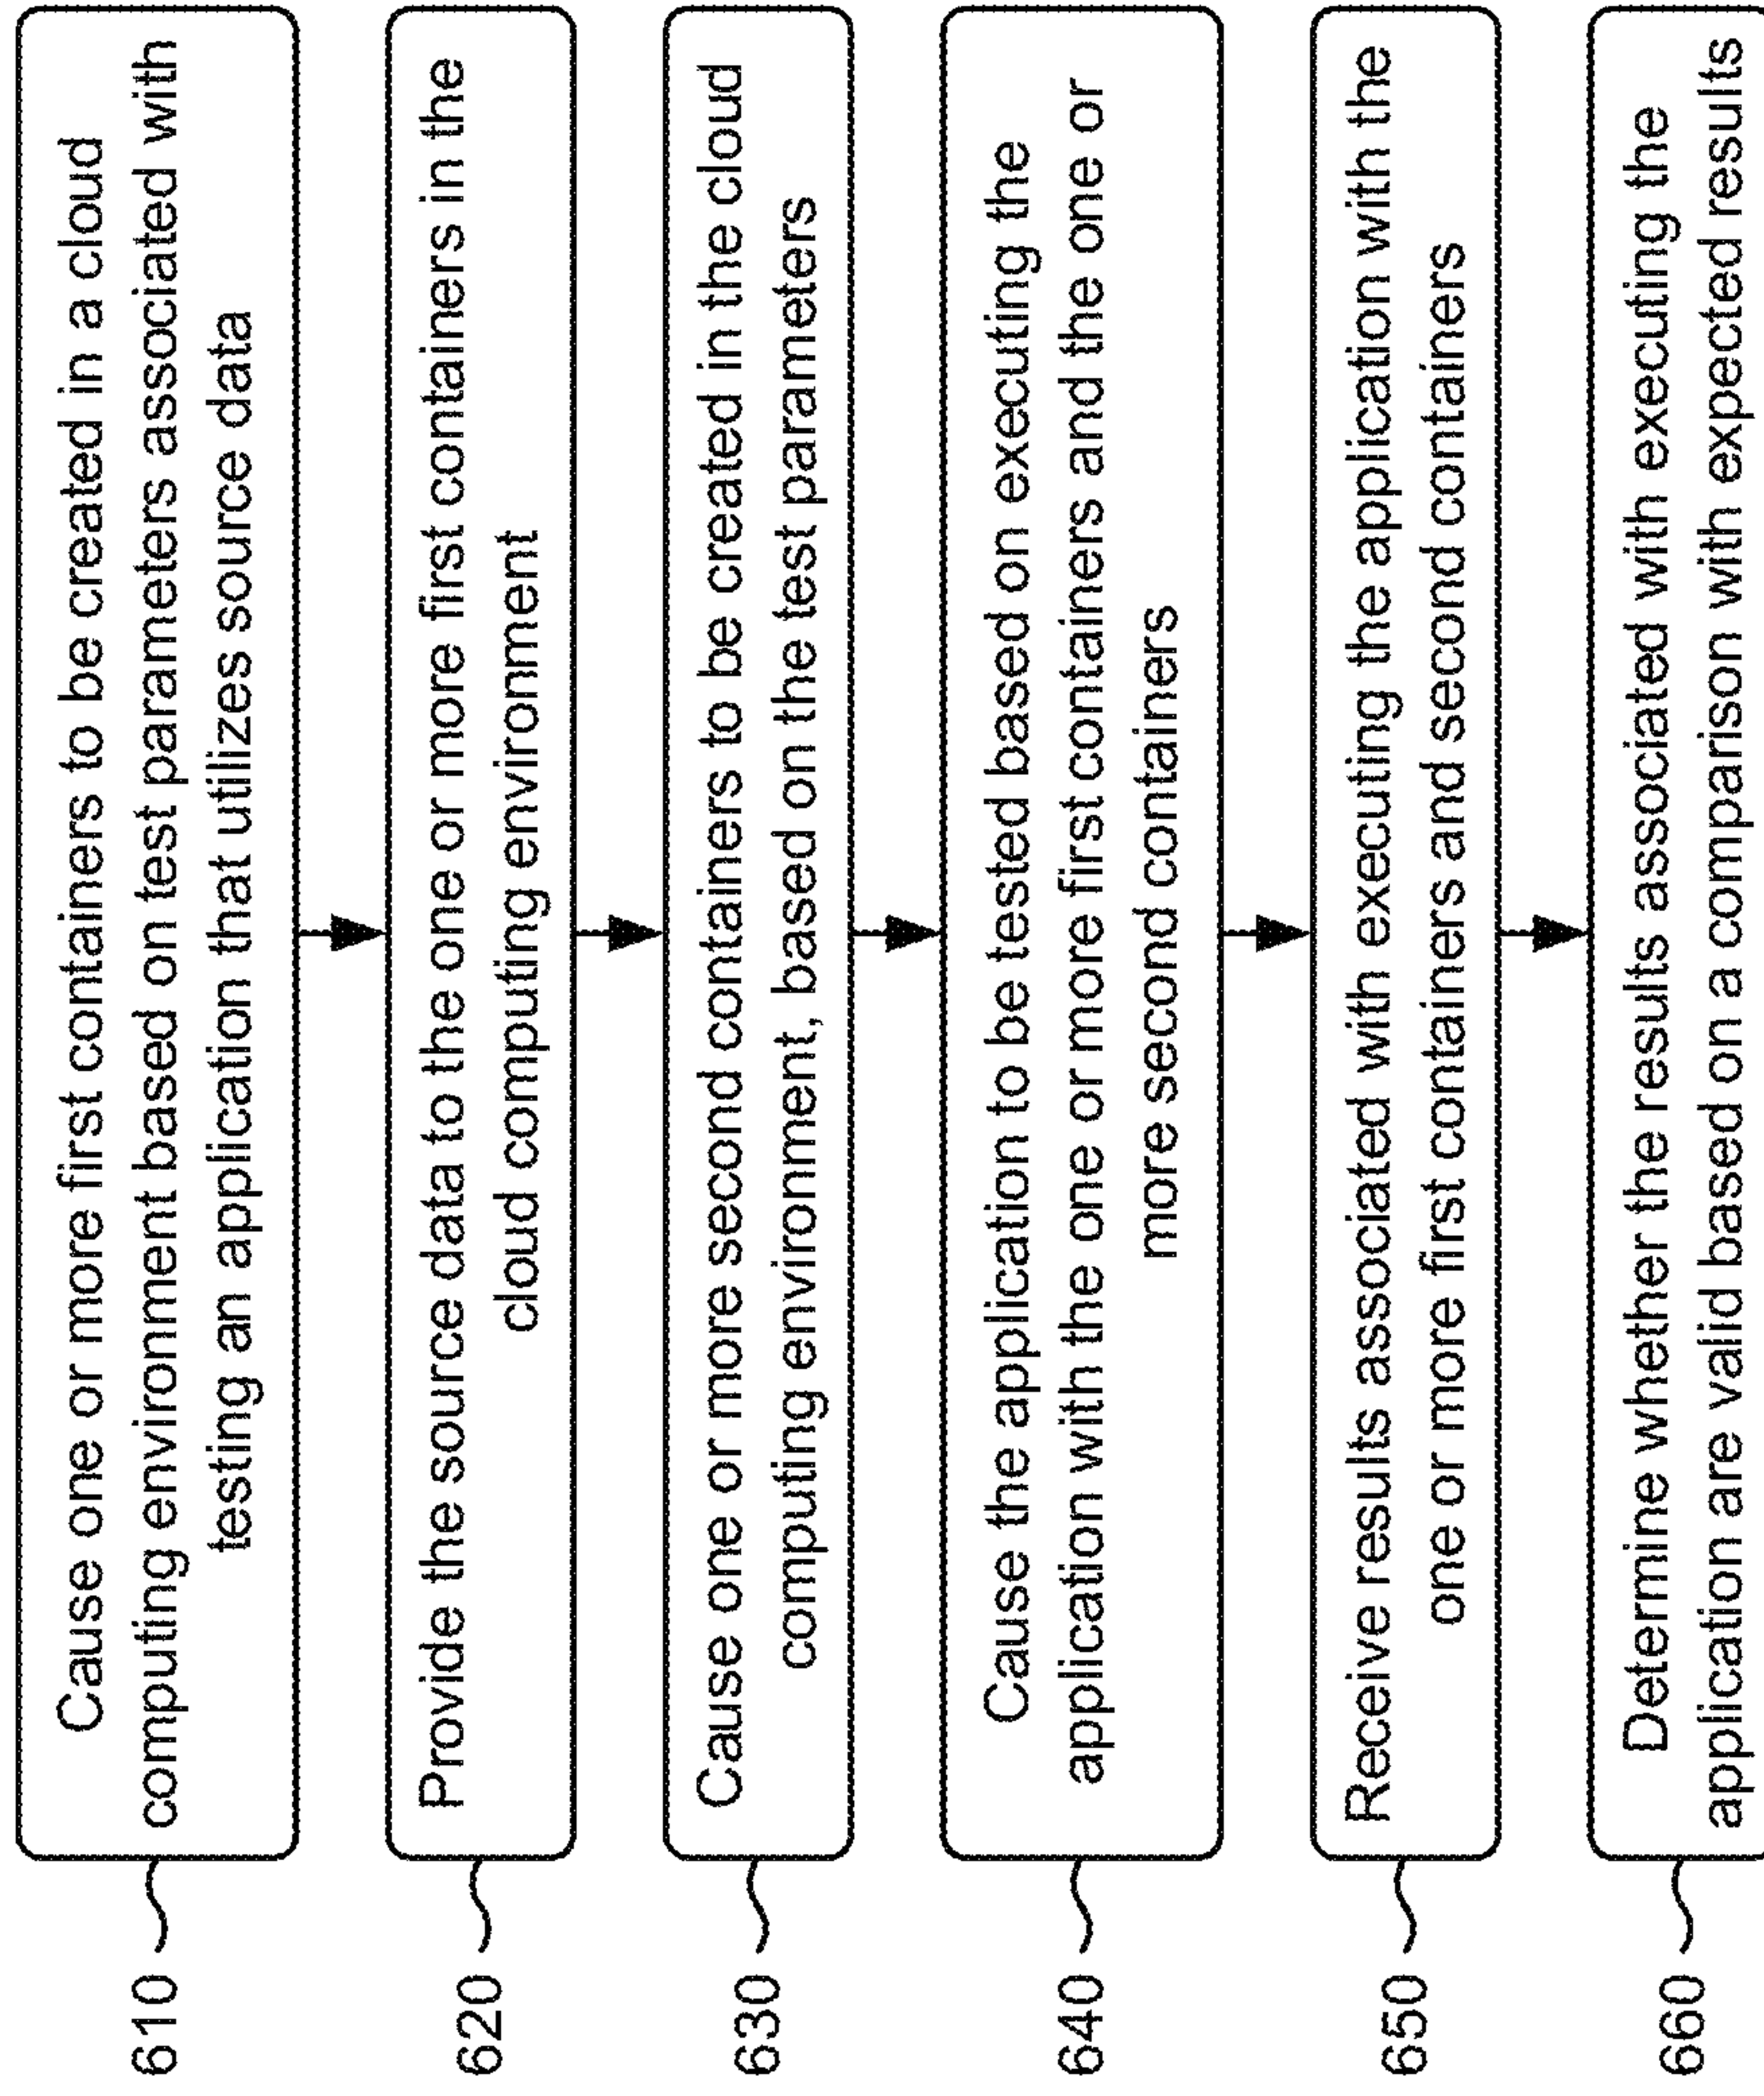 610
Cause one or more first containers to be created in a cloud
computing environment based on test parameters associated with
testing an application that utilizes source data
620
Provide the source data to the one or more first containers in the
cloud computing environment
630
Cause one or more second containers to be created in the cloud
computing environment, based on the test parameters
640
Cause the application to be tested based on executing the
application with the one or more first containers and the one or
more second containers
650
Receive results associated with executing the application with the
one or more first containers and second containers
660
Determine whether the results associated with executing the
application are valid based on a comparison with expected results